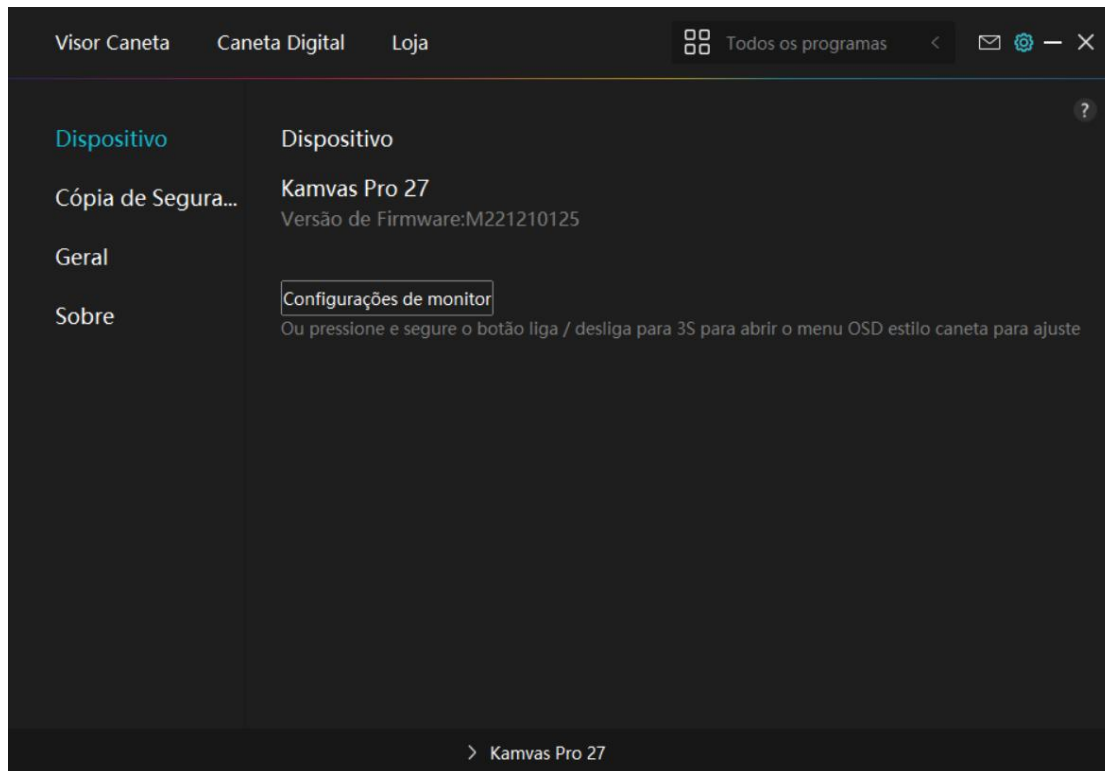 Visor Caneta Caneta Digital Loja Todos os programas
?
Dispositivo
Cópia de Segura...
Geral
Sobre
Dispositivo
Kamvas Pro 27
Versão de Firmware:M221210125
Configurações de monitor
Ou pressione e segure o botão liga / desliga para 3S para abrir o menu OSD estilo caneta para ajuste
Kamvas Pro 27